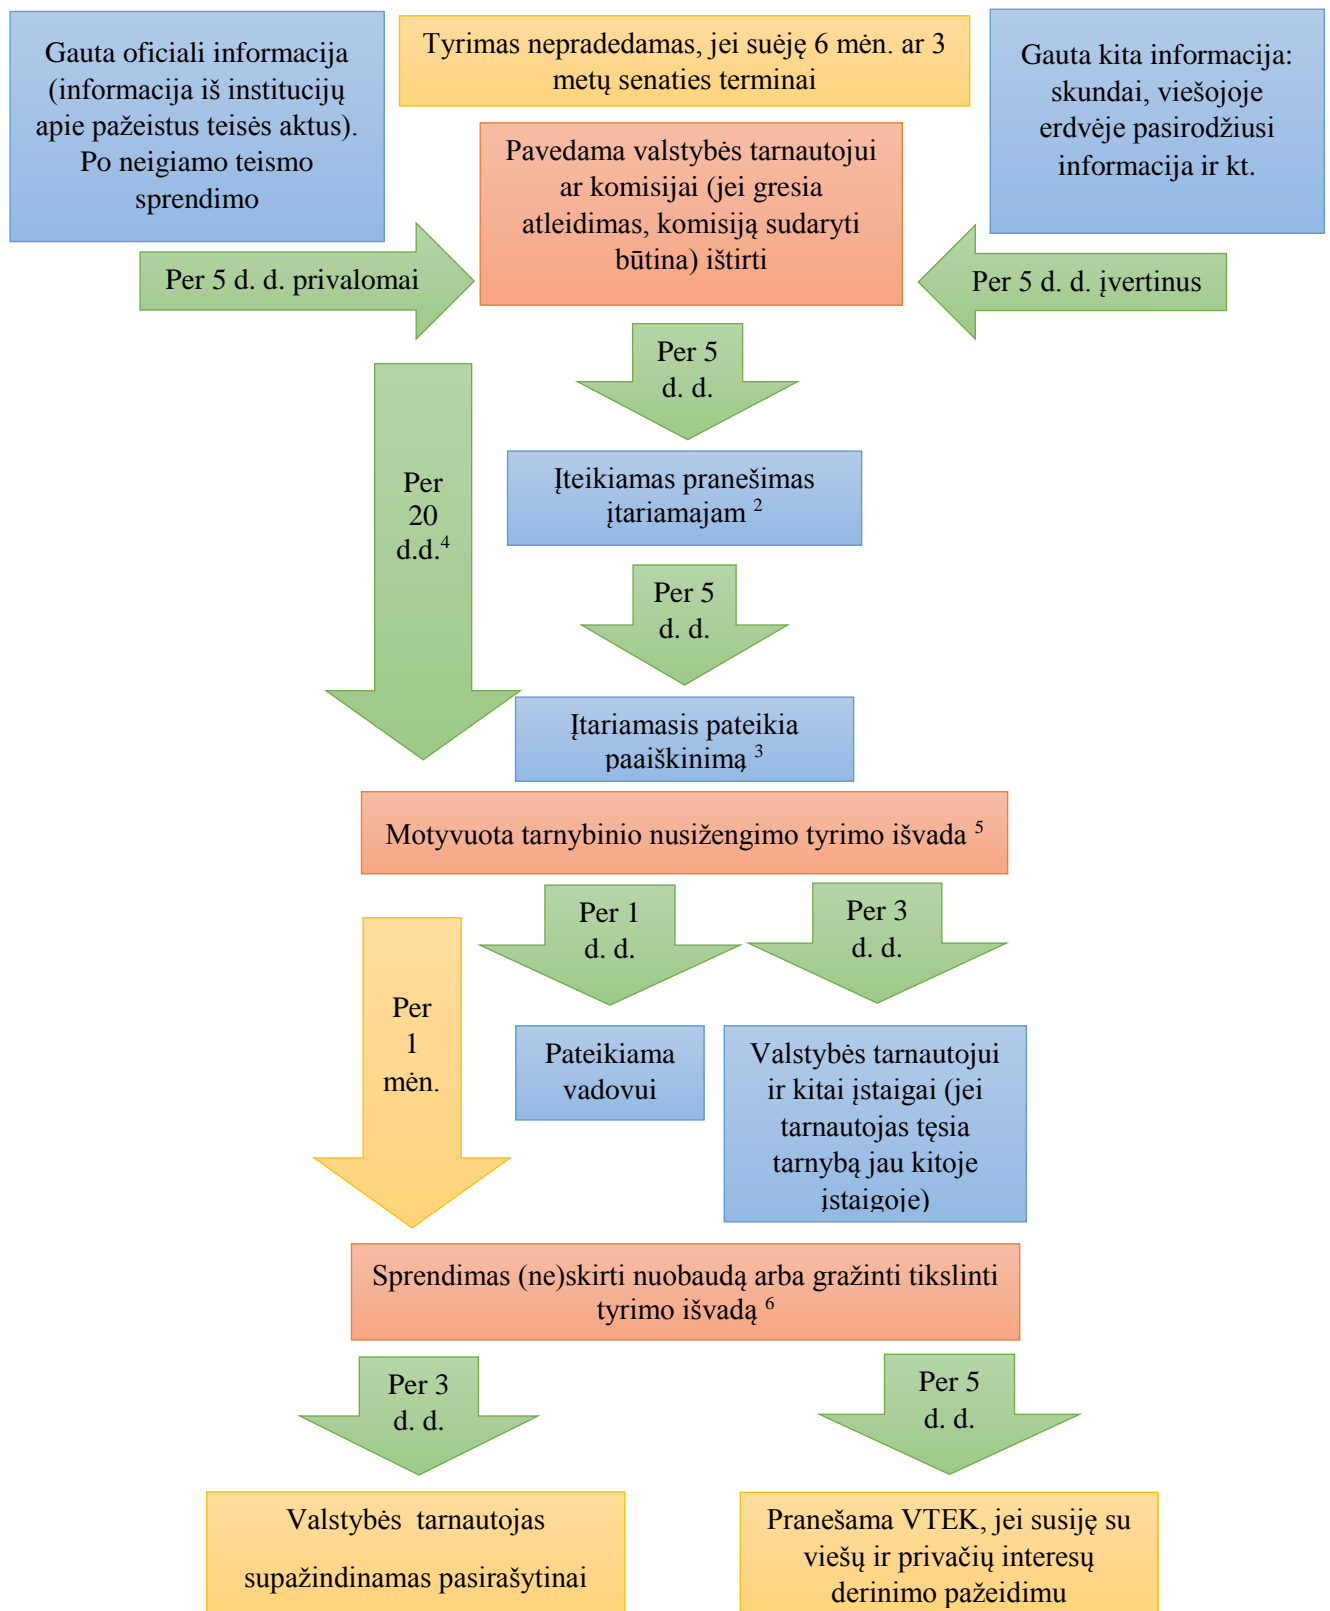 Gauta oficiali informacija
(informacija iš institucijų
apie pažeistus teisės aktus).
Po neigiamo teismo
sprendimo
Tyrimas nepradedamas, jei suėję 6 mėn. ar 3
metų senaties terminai
Gauta kita informacija:
skundai, viešojoje
erdvėje pasirodžiusi
informacija ir kt.
Pavedama valstybės tarnautojui
ar komisijai (jei gresia
atleidimas, komisiją sudaryti
būtina) ištirti
Per 5 d. d. privalomai
Per 5 d. d. įvertinus
Per 5
d. d.
Įteikiamas pranešimas
įtariamajam ²
Per
20
d.d.⁴
Per 5
d. d.
Įtariamasis pateikia
paaiškinimą ³
Motyvuota tarnybinio nusižengimo tyrimo išvada ⁵
Per 1
d. d.
Per 3
d. d.
Per
1
mėn.
Pateikiama
vadovui
Valstybės tarnautojui
ir kitai įstaigai (jei
tarnautojas tęsia
tarnybą jau kitoje
įstaigoje)
Sprendimas (ne)skirti nuobaudą arba gražinti tikslinti
tyrimo išvadą ⁶
Per 3
d. d.
Per 5
d. d.
Valstybės tarnautojas
supažindinamas pasirašytinai
Pranešama VTEK, jei susiję su
viešų ir privačių interesų
derinimo pažeidimu